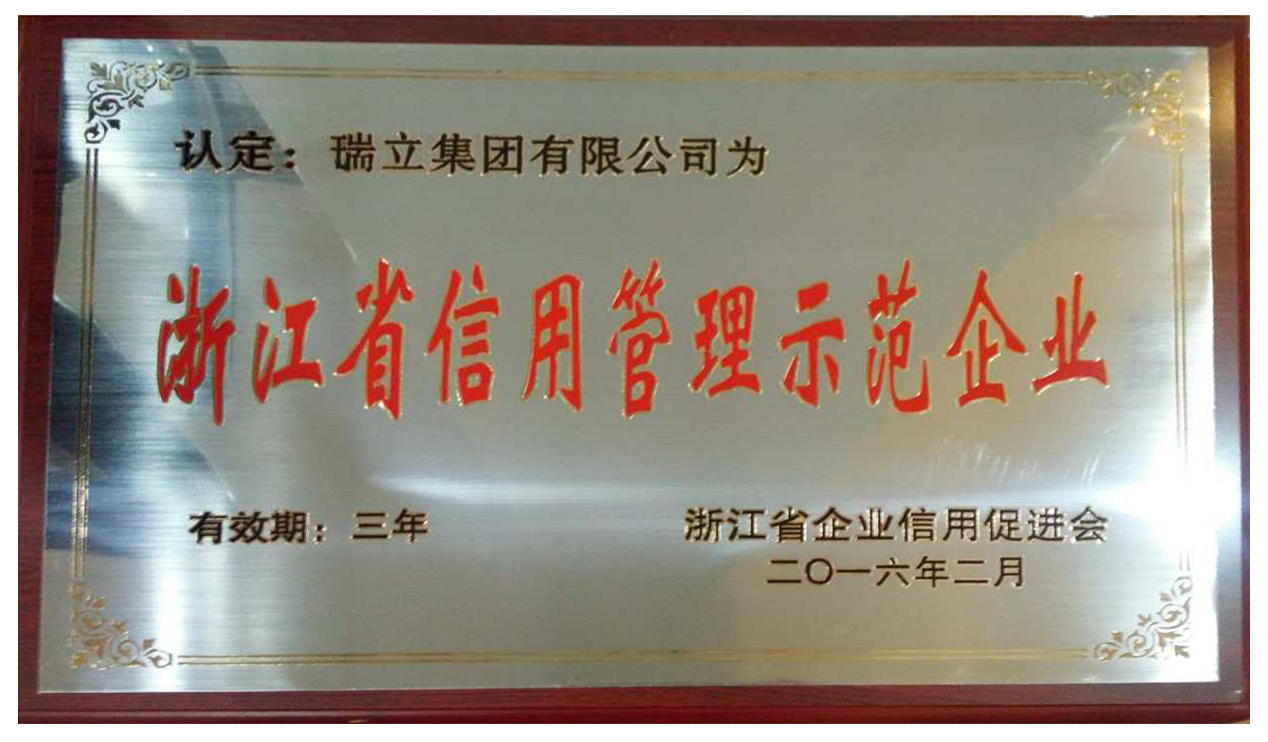 认定：瑞立集团有限公司为
浙江省信用管理示范企业
有效期：三年
浙江省企业信用促进会
二〇一六年二月